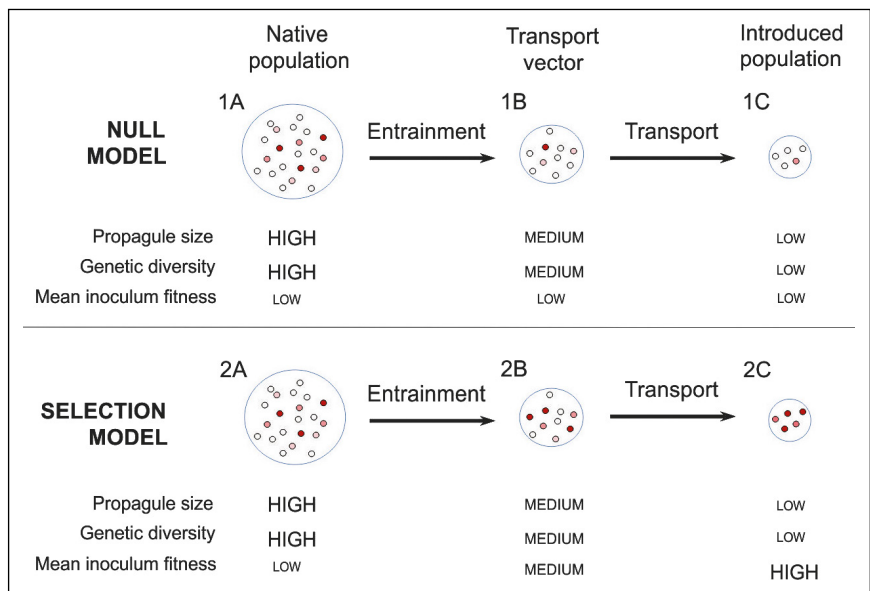 Native population
Transport vector
Introduced population
1A
1B
1C
NULL MODEL
Entrainment
Transport
Propagule size HIGH MEDIUM LOW
Genetic diversity HIGH MEDIUM LOW
Mean inoculum fitness LOW LOW LOW
2A
2B
2C
SELECTION MODEL
Entrainment
Transport
Propagule size HIGH MEDIUM LOW
Genetic diversity HIGH MEDIUM LOW
Mean inoculum fitness LOW MEDIUM HIGH